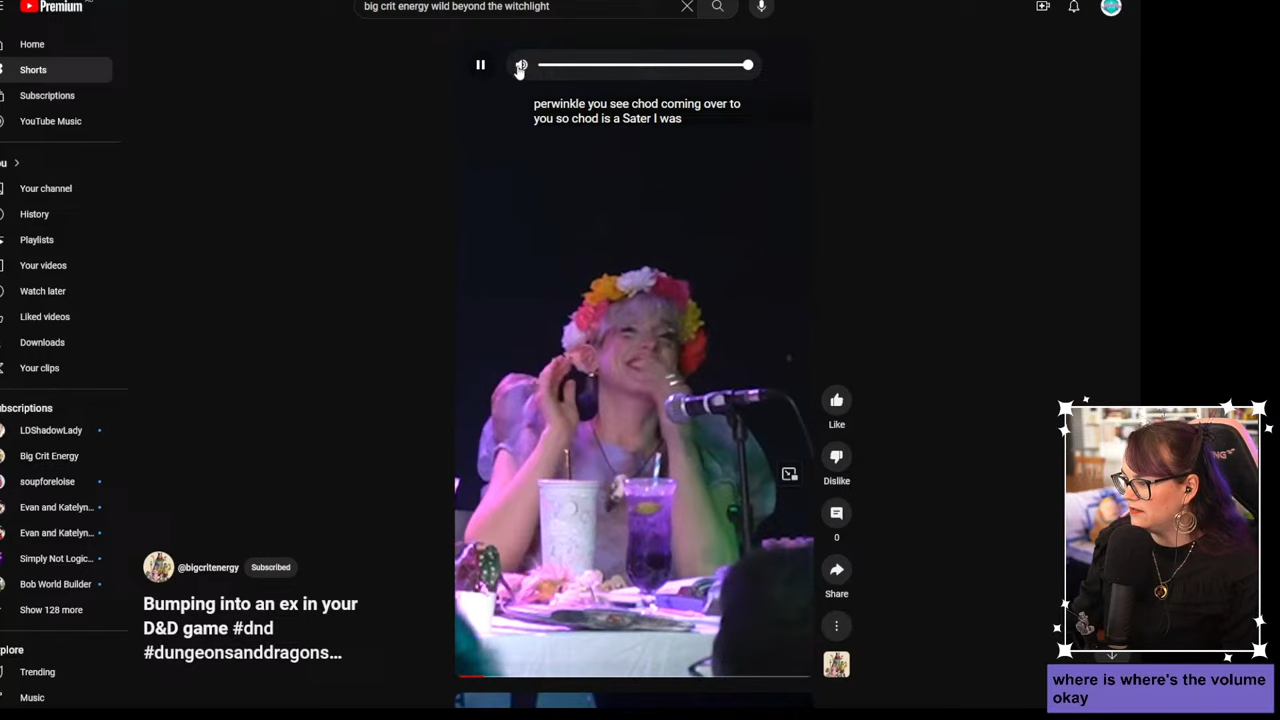 Premium
big crit energy wild beyond the witchlight
Home
Shorts
Subscriptions
YouTube Music
Your channel
History
Playlists
Your videos
Watch later
Liked videos
Downloads
Your clips
ubscriptions
LDShadowLady
Big Crit Energy
soupforeloise
Evan and Katelyn...
Evan and Katelyn...
Simply Not Logic...
Bob World Builder
Show 128 more
xplore
Trending
Music
perwinkle you see chod coming over to
you so chod is a Sater I was
Like
Dislike
0
Share
@bigcritenergy
Subscribed
Bumping into an ex in your
D&D game #dnd
#dungeonsanddragons...
where is where's the volume
okay